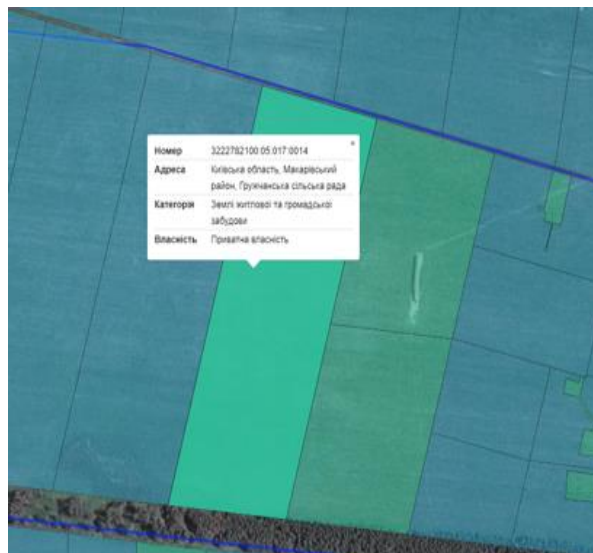 Номер 3222782100:05:017:0014
Адреса Київська область, Макарівський
район, Гружчанська сільська рада
Категорія Землі житлової та громадської
забудови
Власність Приватна власність